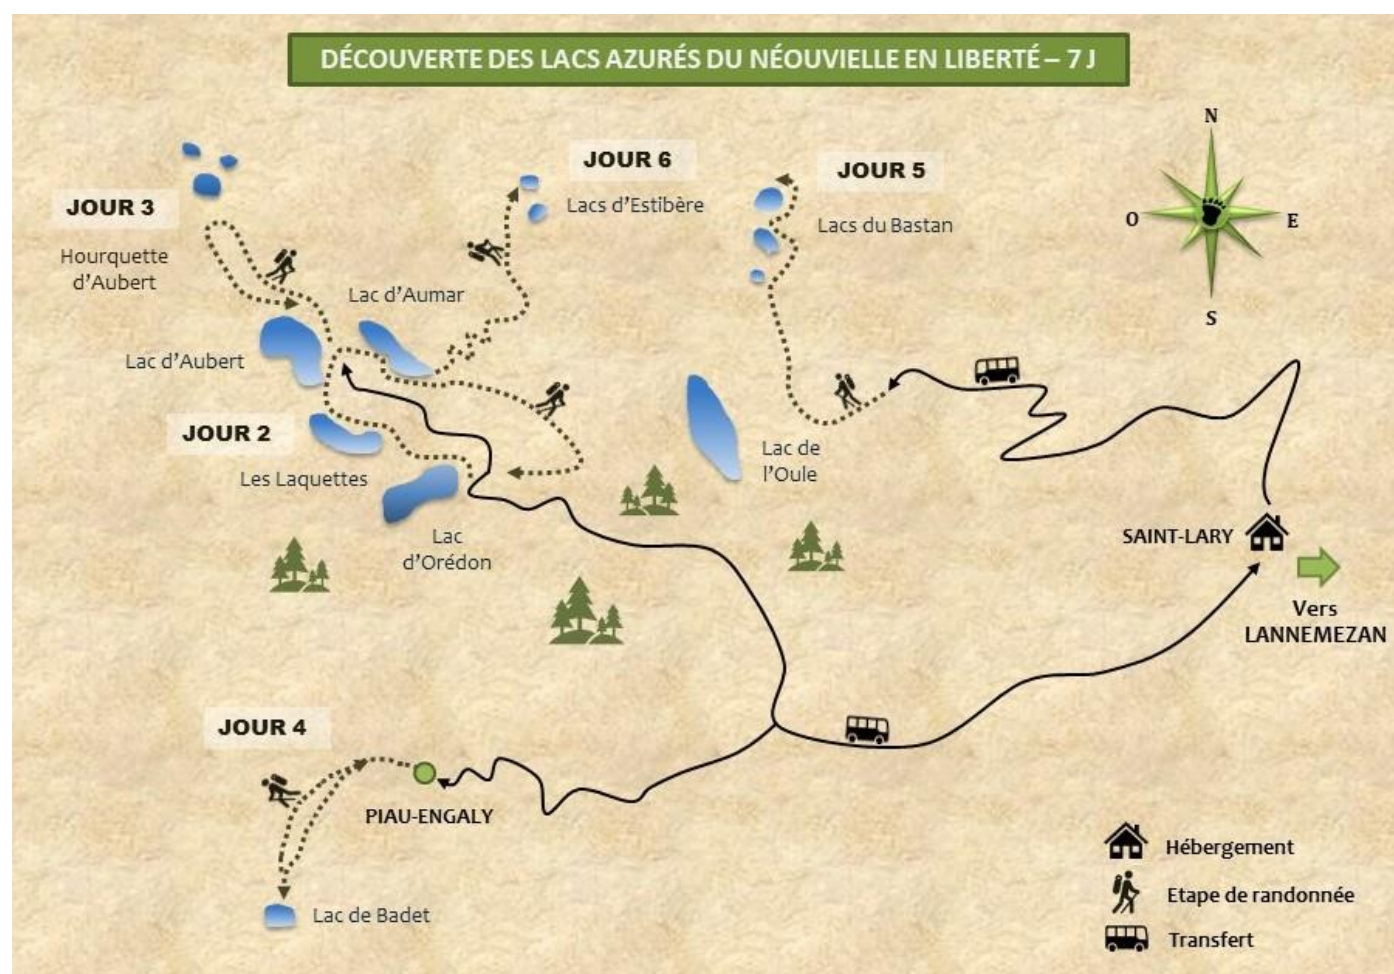 DÉCOUVERTE DES LACS AZURÉS DU NÉOUVIELLE EN LIBERTÉ – 7 J
N
O
E
S
JOUR 3
Hourquette
d'Aubert
JOUR 6
Lacs d'Estibère
JOUR 5
Lacs du Bastan
Lac d'Aumar
Lac d'Aubert
JOUR 2
Les Laquettes
Lac
d'Orédon
Lac de
l'Oule
SAINT-LARY
Vers
LANNEMEZAN
JOUR 4
PIAU-ENGALY
Lac de Badet
Hébergement
Etape de randonnée
Transfert